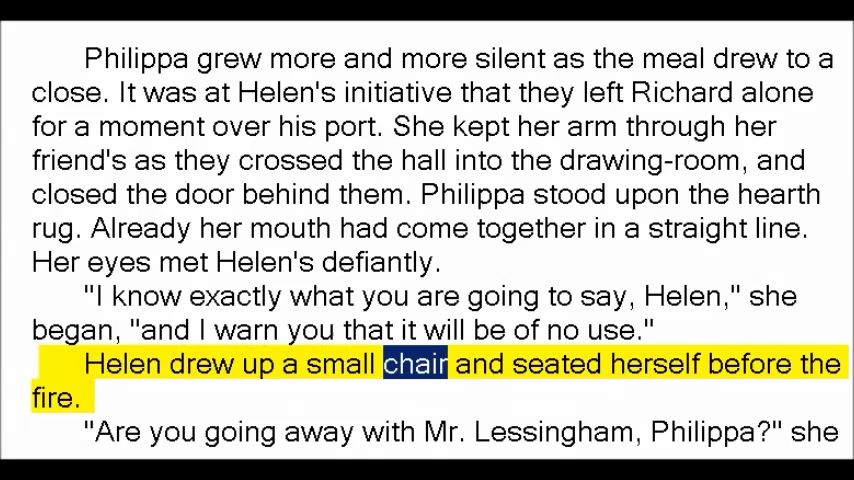 Philippa grew more and more silent as the meal drew to a
close. It was at Helen's initiative that they left Richard alone
for a moment over his port. She kept her arm through her
friend's as they crossed the hall into the drawing-room, and
closed the door behind them. Philippa stood upon the hearth
rug. Already her mouth had come together in a straight line.
Her eyes met Helen's defiantly.
"I know exactly what you are going to say, Helen," she
began, "and I warn you that it will be of no use."
Helen drew up a small chair and seated herself before the
fire.
"Are you going away with Mr. Lessingham, Philippa?" she